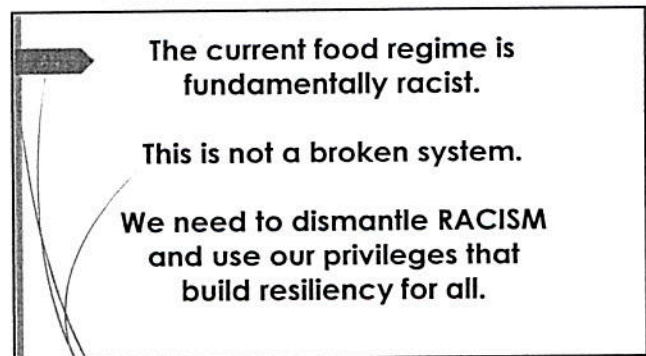 The current food regime is
fundamentally racist.
This is not a broken system.
We need to dismantle RACISM
and use our privileges that
build resiliency for all.